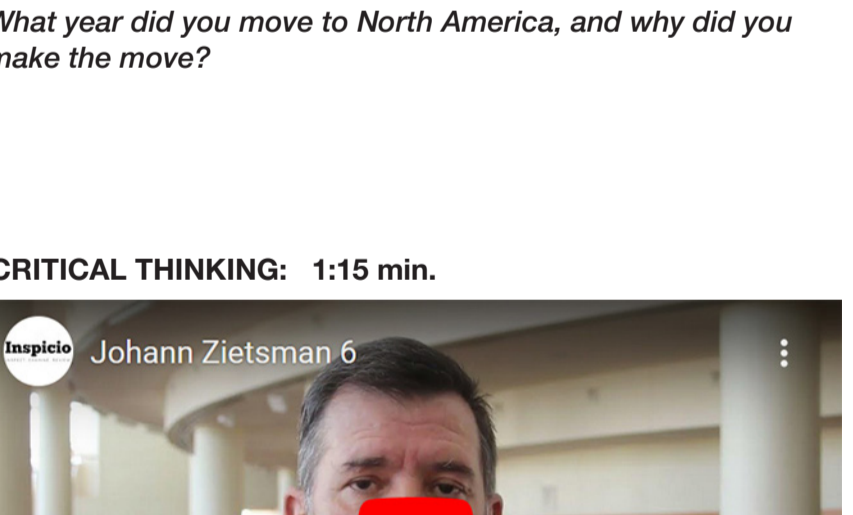 What year did you move to North America, and why did you
make the move?
CRITICAL THINKING: 1:15 min.
Inspicio
Johann Zietsman 6